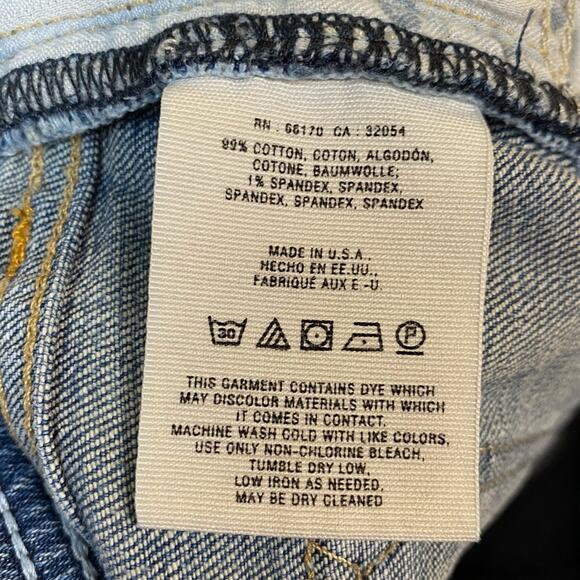 RN : 66170 CA : 32054
99% COTTON, COTON, ALGODÓN,
COTONE, BAUMWOLLE;
1% SPANDEX, SPANDEX,
SPANDEX, SPANDEX, SPANDEX
MADE IN U.S.A.,
HECHO EN EE.UU.,
FABRIQUÉ AUX E.-U.
30 P
THIS GARMENT CONTAINS DYE WHICH
MAY DISCOLOR MATERIALS WITH WHICH
IT COMES IN CONTACT.
MACHINE WASH COLD WITH LIKE COLORS,
USE ONLY NON-CHLORINE BLEACH,
TUMBLE DRY LOW,
LOW IRON AS NEEDED,
MAY BE DRY CLEANED